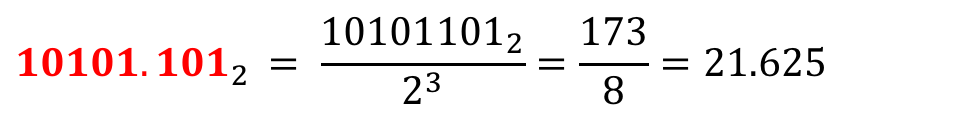 10101.101₂ = 10101101₂ / 2³ = 173 / 8 = 21.625